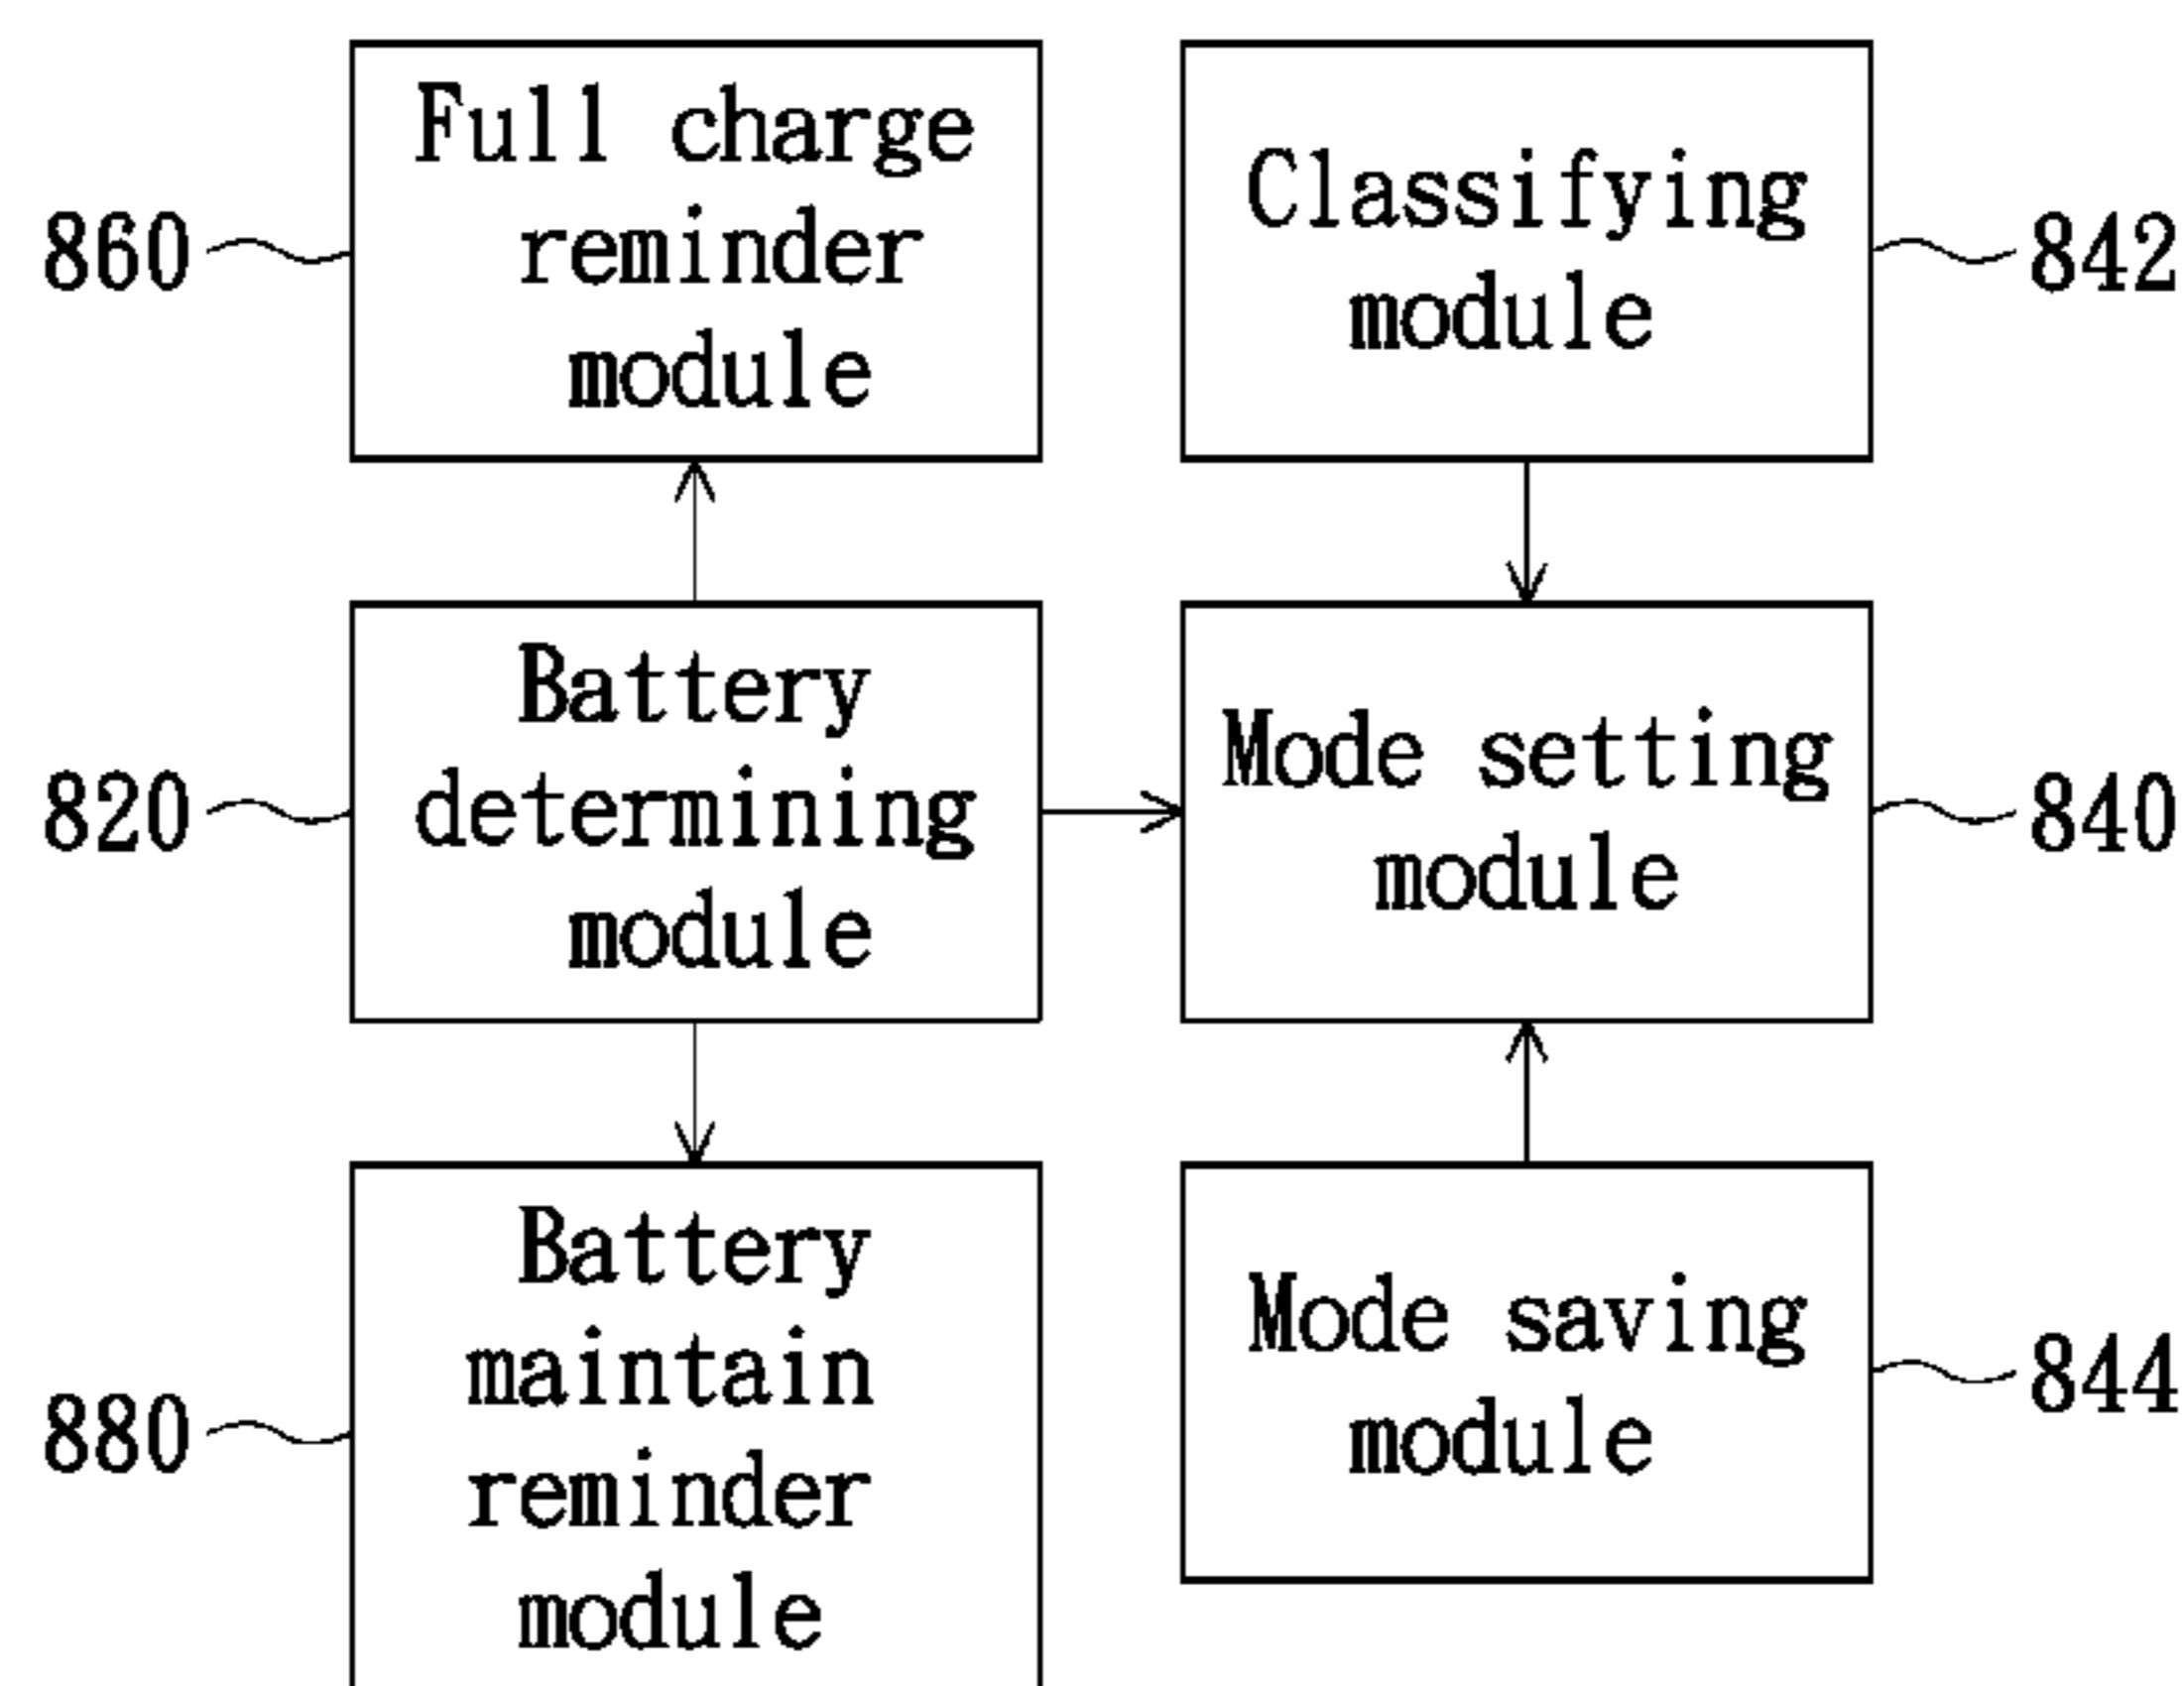 860
Full charge
reminder
module
Classifying
module
842
820
Battery
determining
module
Mode setting
module
840
880
Battery
maintain
reminder
module
Mode saving
module
844